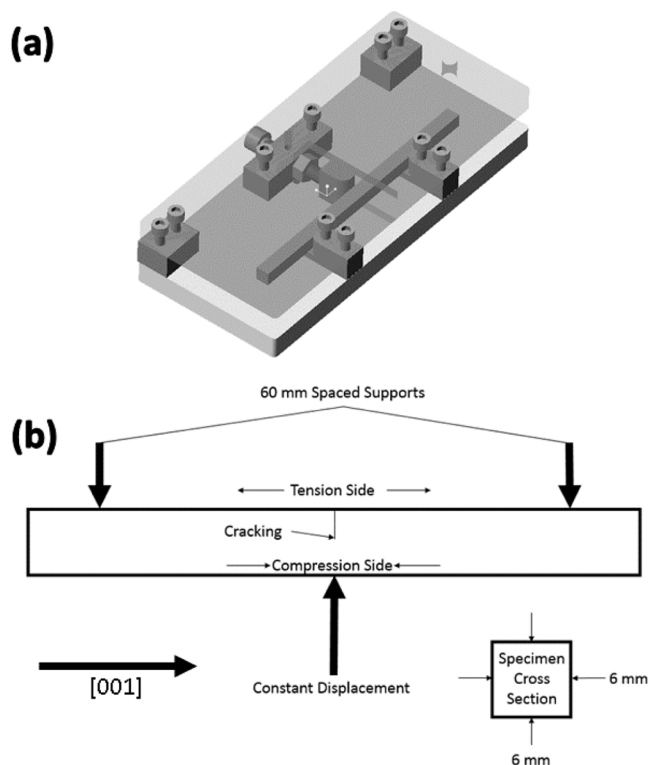 (a)
60 mm Spaced Supports
(b)
Tension Side
Cracking
Compression Side
[001]
Constant Displacement
Specimen
Cross
Section
6 mm
6 mm